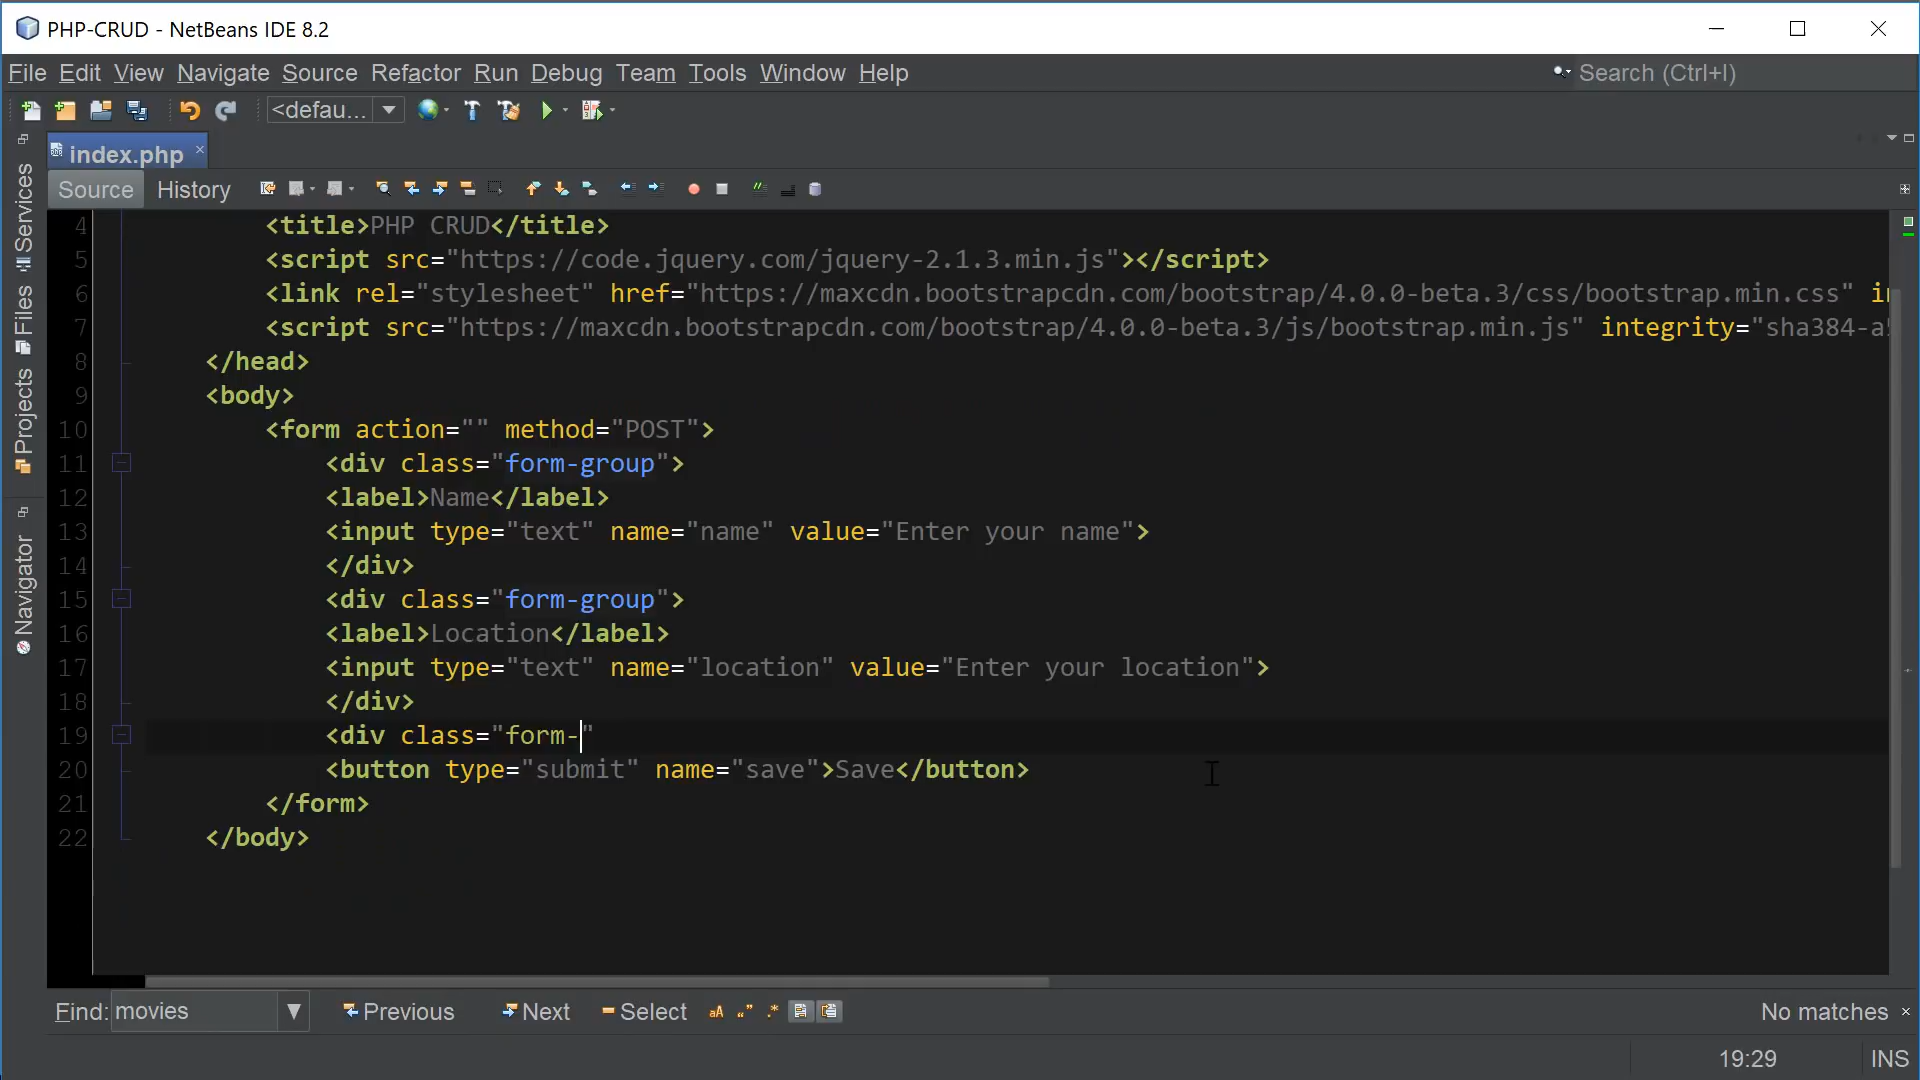 PHP-CRUD - NetBeans IDE 8.2
File Edit View Navigate Source Refactor Run Debug Team Tools Window Help Search (Ctrl+I)
<defau...
index.php
Source History
Services
Files
Projects
Navigator
4 <title>PHP CRUD</title>
5 <script src="https://code.jquery.com/jquery-2.1.3.min.js"></script>
6 <link rel="stylesheet" href="https://maxcdn.bootstrapcdn.com/bootstrap/4.0.0-beta.3/css/bootstrap.min.css"
7 <script src="https://maxcdn.bootstrapcdn.com/bootstrap/4.0.0-beta.3/js/bootstrap.min.js" integrity="sha384-a
8 </head>
9 <body>
10 <form action="" method="POST">
11 <div class="form-group">
12 <label>Name</label>
13 <input type="text" name="name" value="Enter your name">
14 </div>
15 <div class="form-group">
16 <label>Location</label>
17 <input type="text" name="location" value="Enter your location">
18 </div>
19 <div class="form-"
20 <button type="submit" name="save">Save</button>
21 </form>
22 </body>
Find: movies Previous Next Select No matches
19:29 INS